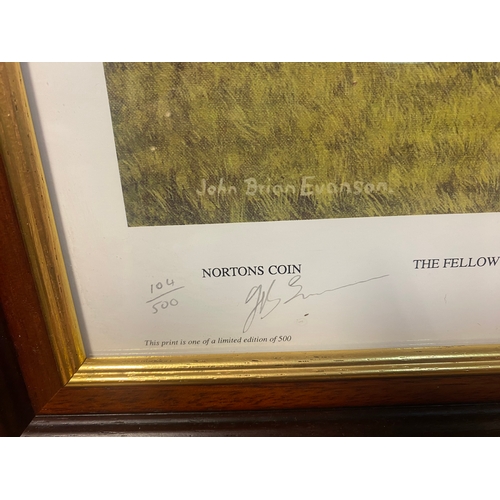 John Brian Evanson.
NORTONS COIN
THE FELLOW
104/500
This print is one of a limited edition of 500